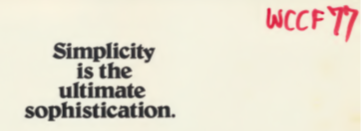 WCCF 77
Simplicity
is the
ultimate
sophistication.